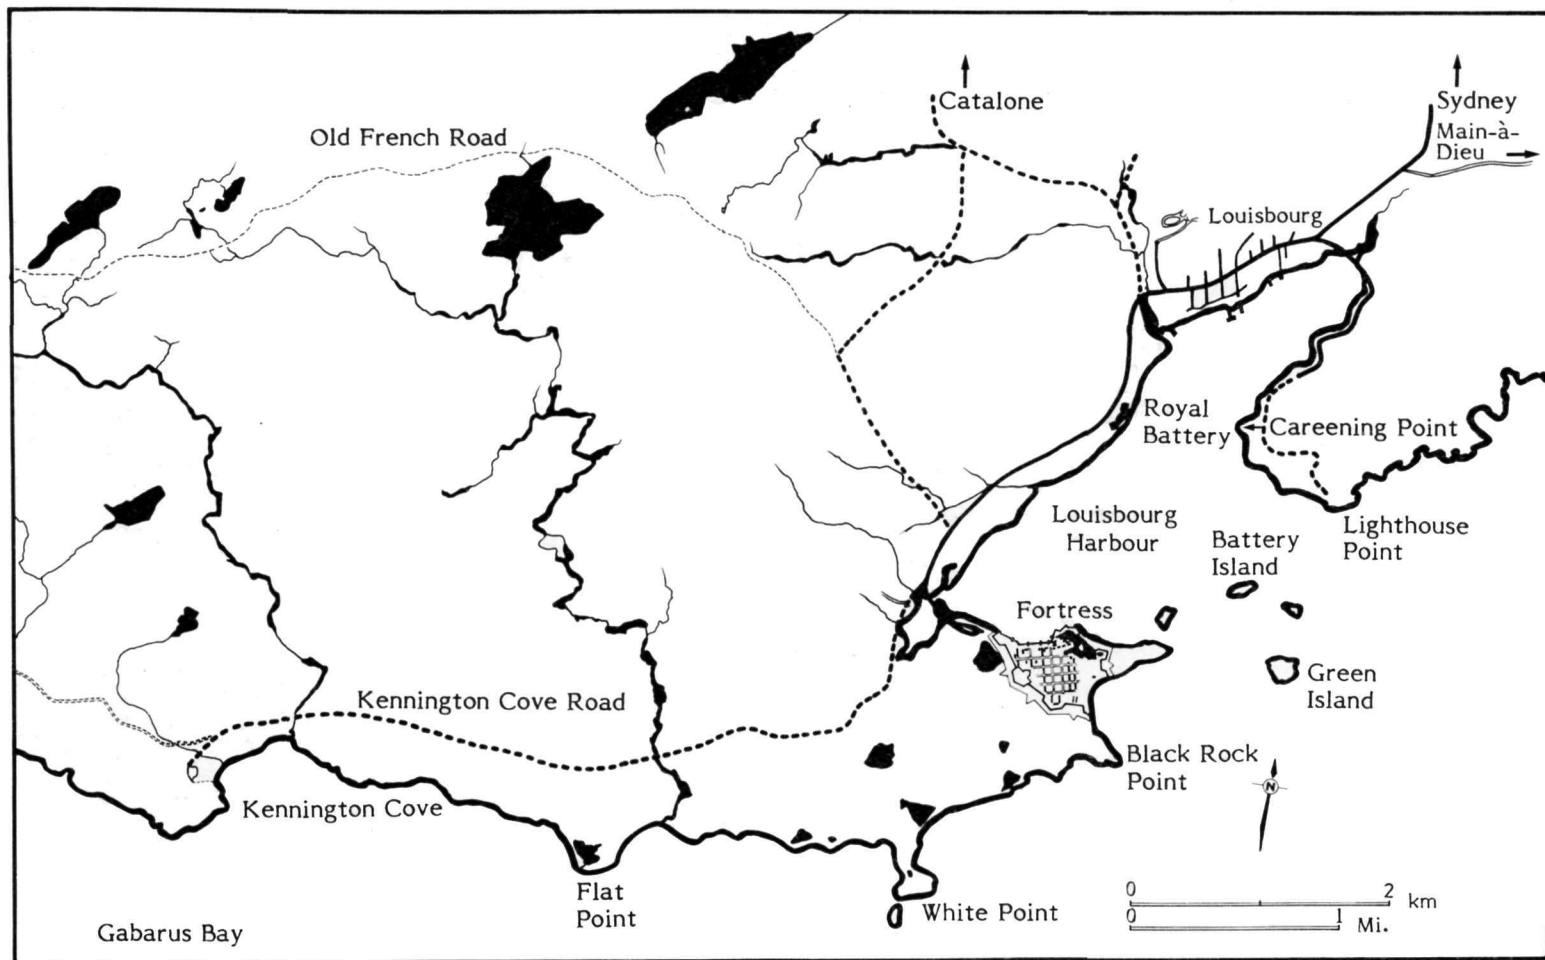 Catalone
Sydney
Main-à-
Dieu
Old French Road
Louisbourg
Royal
Battery
Careening Point
Louisbourg
Harbour
Lighthouse
Point
Battery
Island
Fortress
Green
Island
Kennington Cove Road
Black Rock
Point
N
Kennington Cove
Flat
Point
White Point
0 2
km
0 1
Mi.
Gabarus Bay